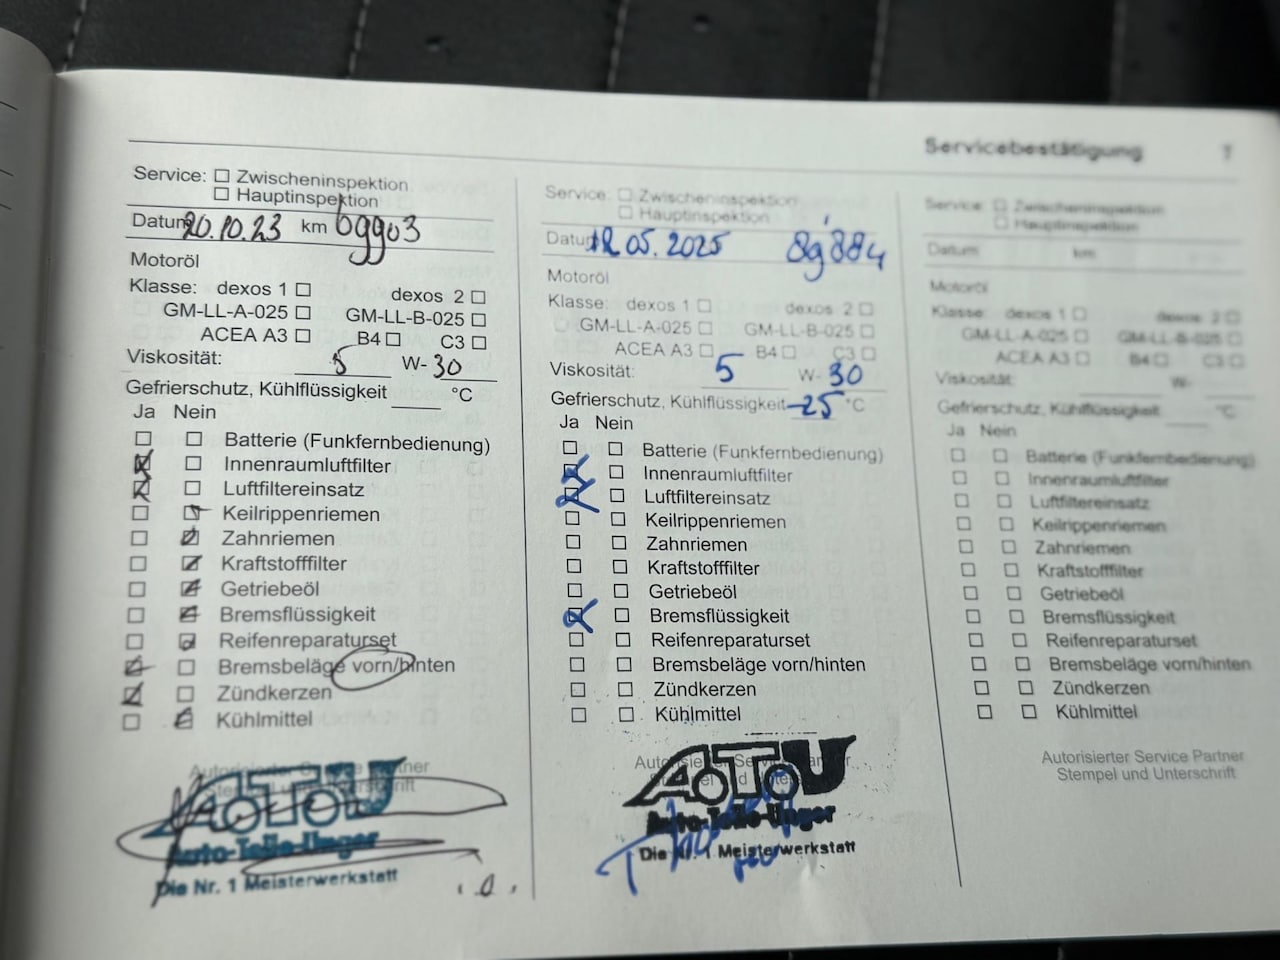 Servicebestätigung
Service: Zwischeninspektion
Hauptinspektion
Datum 20.10.23 km 69903
Motoröl
Klasse: dexos 1 dexos 2
GM-LL-A-025 GM-LL-B-025
ACEA A3 B4 C3
Viskosität: 5 W- 30
Gefrierschutz, Kühlflüssigkeit °C
Ja Nein
Batterie (Funkfernbedienung)
Innenraumluftfilter
Luftfiltereinsatz
Keilrippenriemen
Zahnriemen
Kraftstofffilter
Getriebeöl
Bremsflüssigkeit
Reifenreparaturset
Bremsbeläge vorn/hinten
Zündkerzen
Kühlmittel
ATU
Auto-Teile-Unger
Die Nr. 1 Meisterwerkstatt
Service: Zwischeninspektion
Hauptinspektion
05.2025 89884
Motoröl
Klasse: dexos 1 dexos 2
GM-LL-A-025 GM-LL-B-025
ACEA A3 B4 C3
Viskosität: 5 W- 30
Gefrierschutz, Kühlflüssigkeit -25 °C
Ja Nein
Batterie (Funkfernbedienung)
Innenraumluftfilter
Luftfiltereinsatz
Keilrippenriemen
Zahnriemen
Kraftstofffilter
Getriebeöl
Bremsflüssigkeit
Reifenreparaturset
Bremsbeläge vorn/hinten
Zündkerzen
Kühlmittel
ATU
Auto-Teile-Unger
Die Nr. 1 Meisterwerkstatt
Service: Zwischeninspektion
Hauptinspektion
Datum: km
Motoröl
Klasse: dexos 1 dexos 2
GM-LL-A-025 GM-LL-B-025
ACEA A3 B4 C3
Viskosität: W-
Gefrierschutz, Kühlflüssigkeit °C
Ja Nein
Batterie (Funkfernbedienung)
Innenraumluftfilter
Luftfiltereinsatz
Keilrippenriemen
Zahnriemen
Kraftstofffilter
Getriebeöl
Bremsflüssigkeit
Reifenreparaturset
Bremsbeläge vorn/hinten
Zündkerzen
Kühlmittel
Autorisierter Service Partner
Stempel und Unterschrift